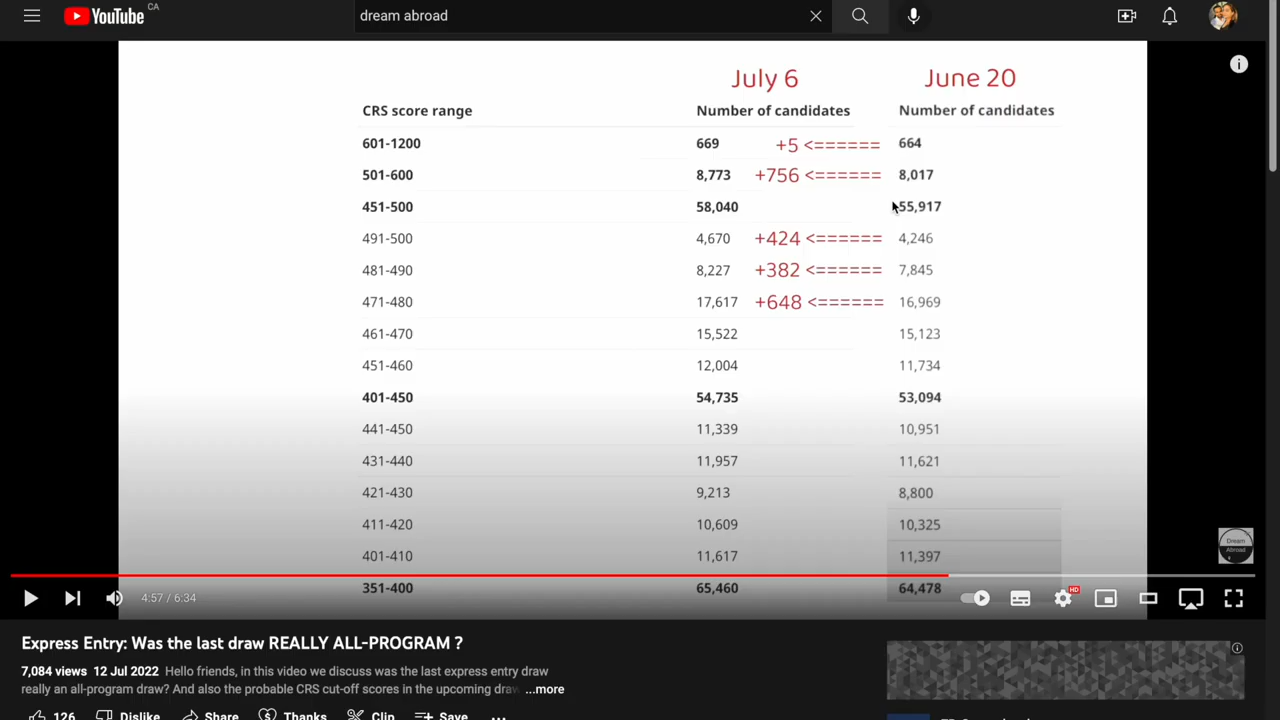 YouTube CA
dream abroad
July 6 June 20
CRS score range Number of candidates Number of candidates
601-1200 669 +5 <====== 664
501-600 8,773 +756 <====== 8,017
451-500 58,040 55,917
491-500 4,670 +424 <====== 4,246
481-490 8,227 +382 <====== 7,845
471-480 17,617 +648 <====== 16,969
461-470 15,522 15,123
451-460 12,004 11,734
401-450 54,735 53,094
441-450 11,339 10,951
431-440 11,957 11,621
421-430 9,213 8,800
411-420 10,609 10,325
401-410 11,617 11,397
351-400 65,460 64,478
Dream
Abroad
4:57 / 6:34 HD
Express Entry: Was the last draw REALLY ALL-PROGRAM ?
7,084 views 12 Jul 2022 Hello friends, in this video we discuss was the last express entry draw
really an all-program draw? And also the probable CRS cut-off scores in the upcoming draw ...more
126 Dislike Share Thanks Clip Save